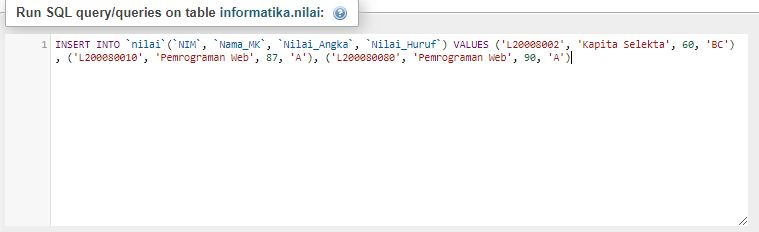 Run SQL query/queries on table informatika.nilai:
1 INSERT INTO `nilai`(`NIM`, `Nama_MK`, `Nilai_Angka`, `Nilai_Huruf`) VALUES ('L20008002', 'Kapita Selekta', 60, 'BC')
, ('L200080010', 'Pemrograman Web', 87, 'A'), ('L200080080', 'Pemrograman Web', 90, 'A')